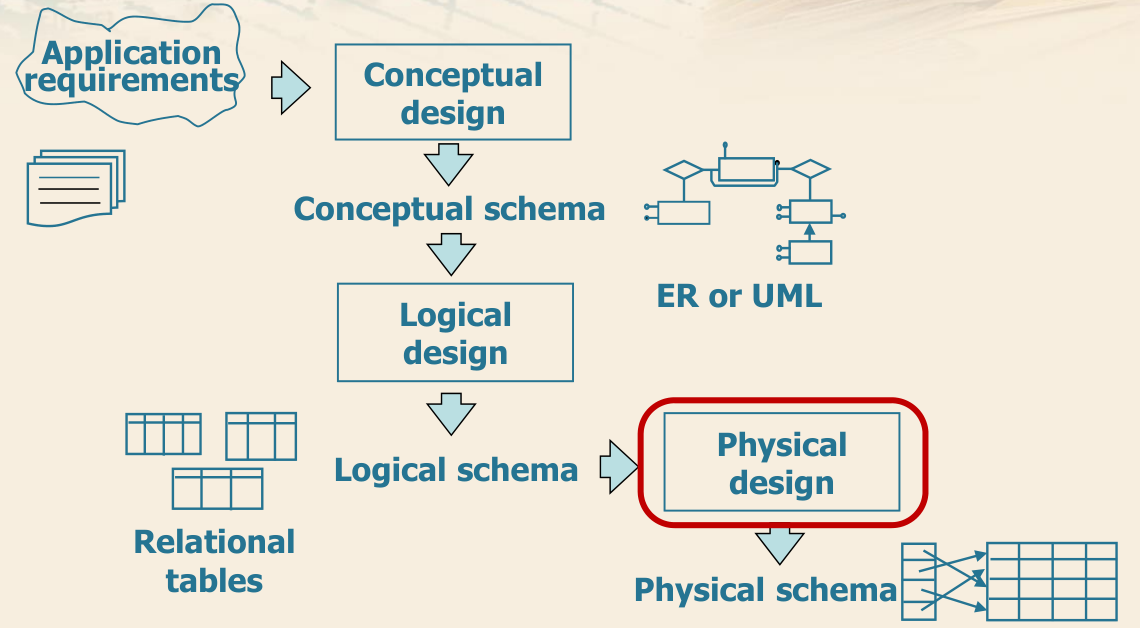 Application
requirements
Conceptual
design
Conceptual schema
ER or UML
Logical
design
Logical schema
Relational
tables
Physical
design
Physical schema